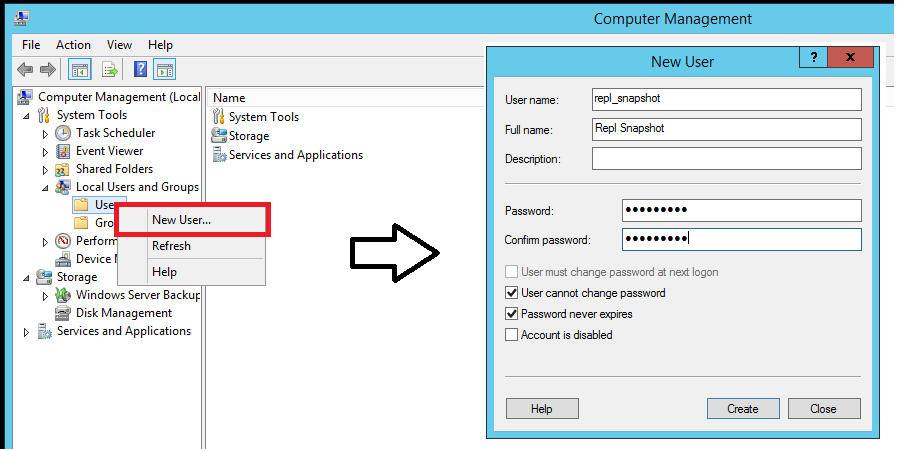 Computer Management
File Action View Help
Computer Management (Local
System Tools
Task Scheduler
Event Viewer
Shared Folders
Local Users and Groups
Use
Gro
Perform
Device M
Storage
Windows Server Backup
Disk Management
Services and Applications
New User...
Refresh
Help
Name
System Tools
Storage
Services and Applications
New User
? x
User name: repl_snapshot
Full name: Repl Snapshot
Description:
Password: •••••••••
Confirm password: •••••••••
User must change password at next logon
User cannot change password
Password never expires
Account is disabled
Help Create Close